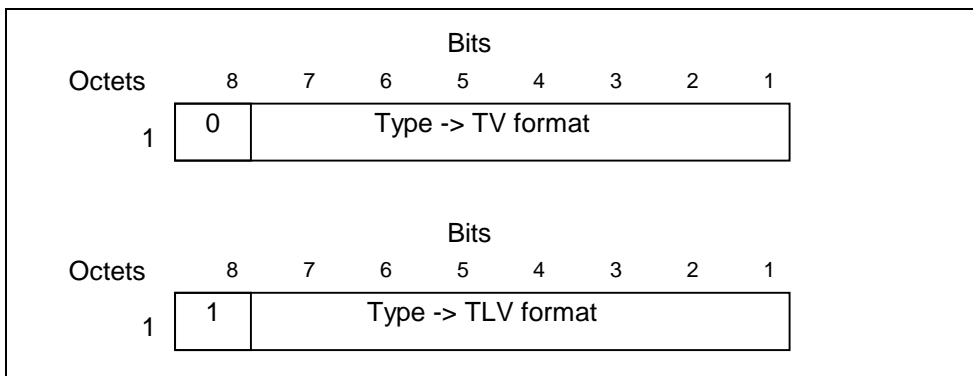 Bits
Octets 8 7 6 5 4 3 2 1
1 0 Type -> TV format
Bits
Octets 8 7 6 5 4 3 2 1
1 1 Type -> TLV format